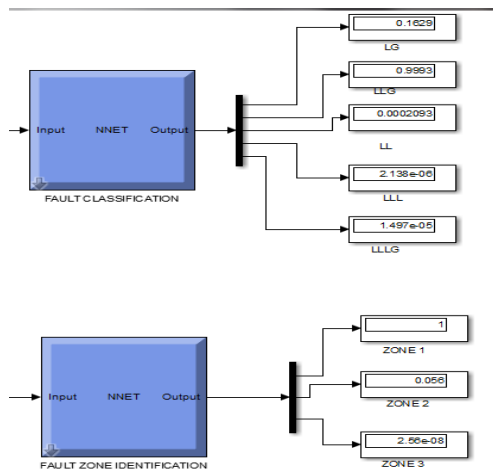 0.1629
LG
0.9993
LLG
Input NNET Output
0.0002093
LL
2.138e-06
LLL
FAULT CLASSIFICATION
1.497e-05
LLLG
1
ZONE 1
Input NNET Output
0.056
ZONE 2
2.56e-08
ZONE 3
FAULT ZONE IDENTIFICATION